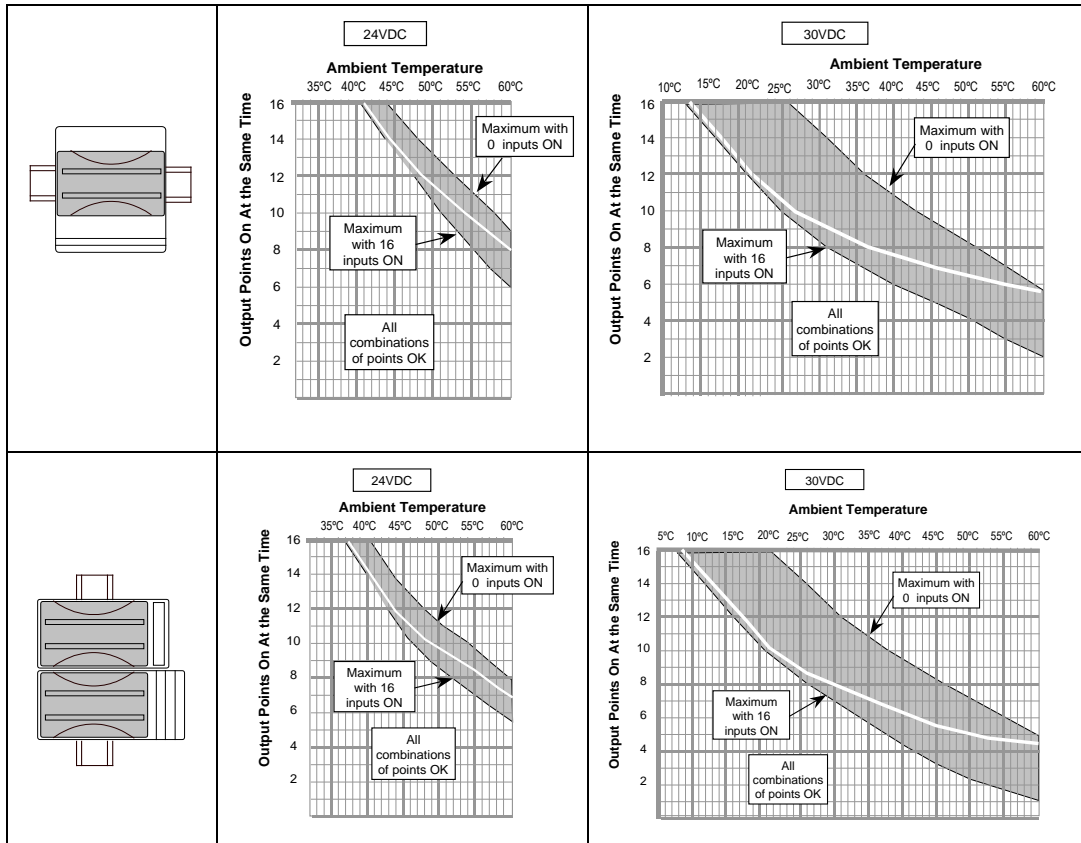 24VDC
Ambient Temperature
35ºC 40ºC 45ºC 50ºC 55ºC 60ºC
Output Points On At the Same Time
16
14
12
10
8
6
4
2
Maximum with
0 inputs ON
Maximum
with 16
inputs ON
All
combinations
of points OK
30VDC
Ambient Temperature
10ºC 15ºC 20ºC 25ºC 30ºC 35ºC 40ºC 45ºC 50ºC 55ºC 60ºC
Output Points On At the Same Time
16
14
12
10
8
6
4
2
Maximum with
0 inputs ON
Maximum
with 16
inputs ON
All
combinations
of points OK
24VDC
Ambient Temperature
35ºC 40ºC 45ºC 50ºC 55ºC 60ºC
Output Points On At the Same Time
16
14
12
10
8
6
4
2
Maximum with
0 inputs ON
Maximum
with 16
inputs ON
All
combinations
of points OK
30VDC
Ambient Temperature
5ºC 10ºC 15ºC 20ºC 25ºC 30ºC 35ºC 40ºC 45ºC 50ºC 55ºC 60ºC
Output Points On At the Same Time
16
14
12
10
8
6
4
2
Maximum with
0 inputs ON
Maximum
with 16
inputs ON
All
combinations
of points OK